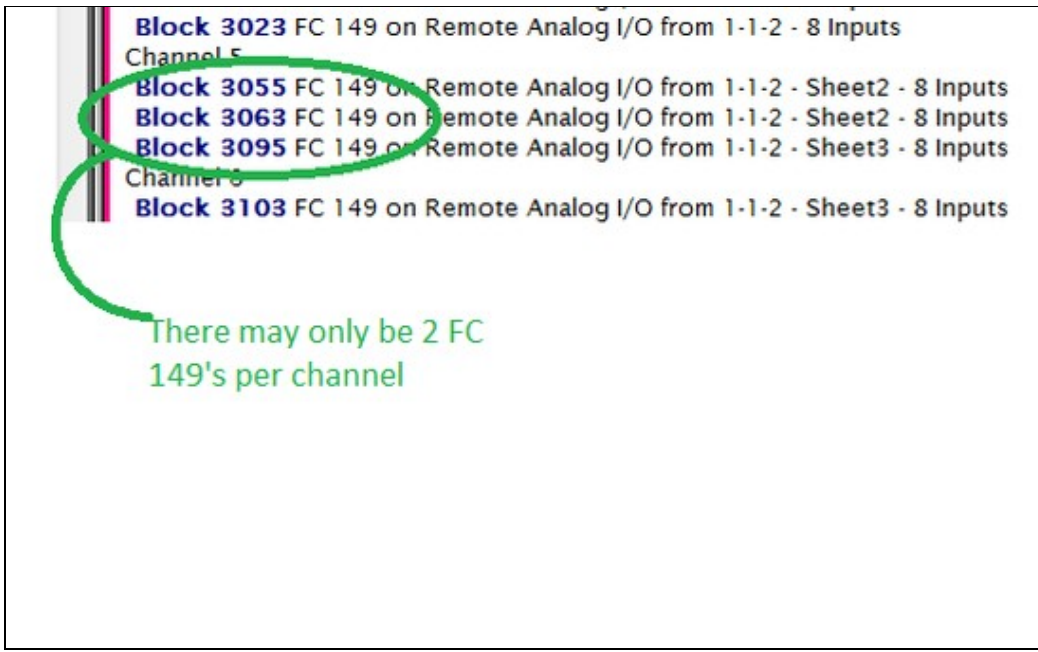 Block 3023 FC 149 on Remote Analog I/O from 1-1-2 - 8 Inputs
Channel 5
Block 3055 FC 149 on Remote Analog I/O from 1-1-2 - Sheet2 - 8 Inputs
Block 3063 FC 149 on Remote Analog I/O from 1-1-2 - Sheet2 - 8 Inputs
Block 3095 FC 149 on Remote Analog I/O from 1-1-2 - Sheet3 - 8 Inputs
Channel
Block 3103 FC 149 on Remote Analog I/O from 1-1-2 - Sheet3 - 8 Inputs
There may only be 2 FC
149's per channel